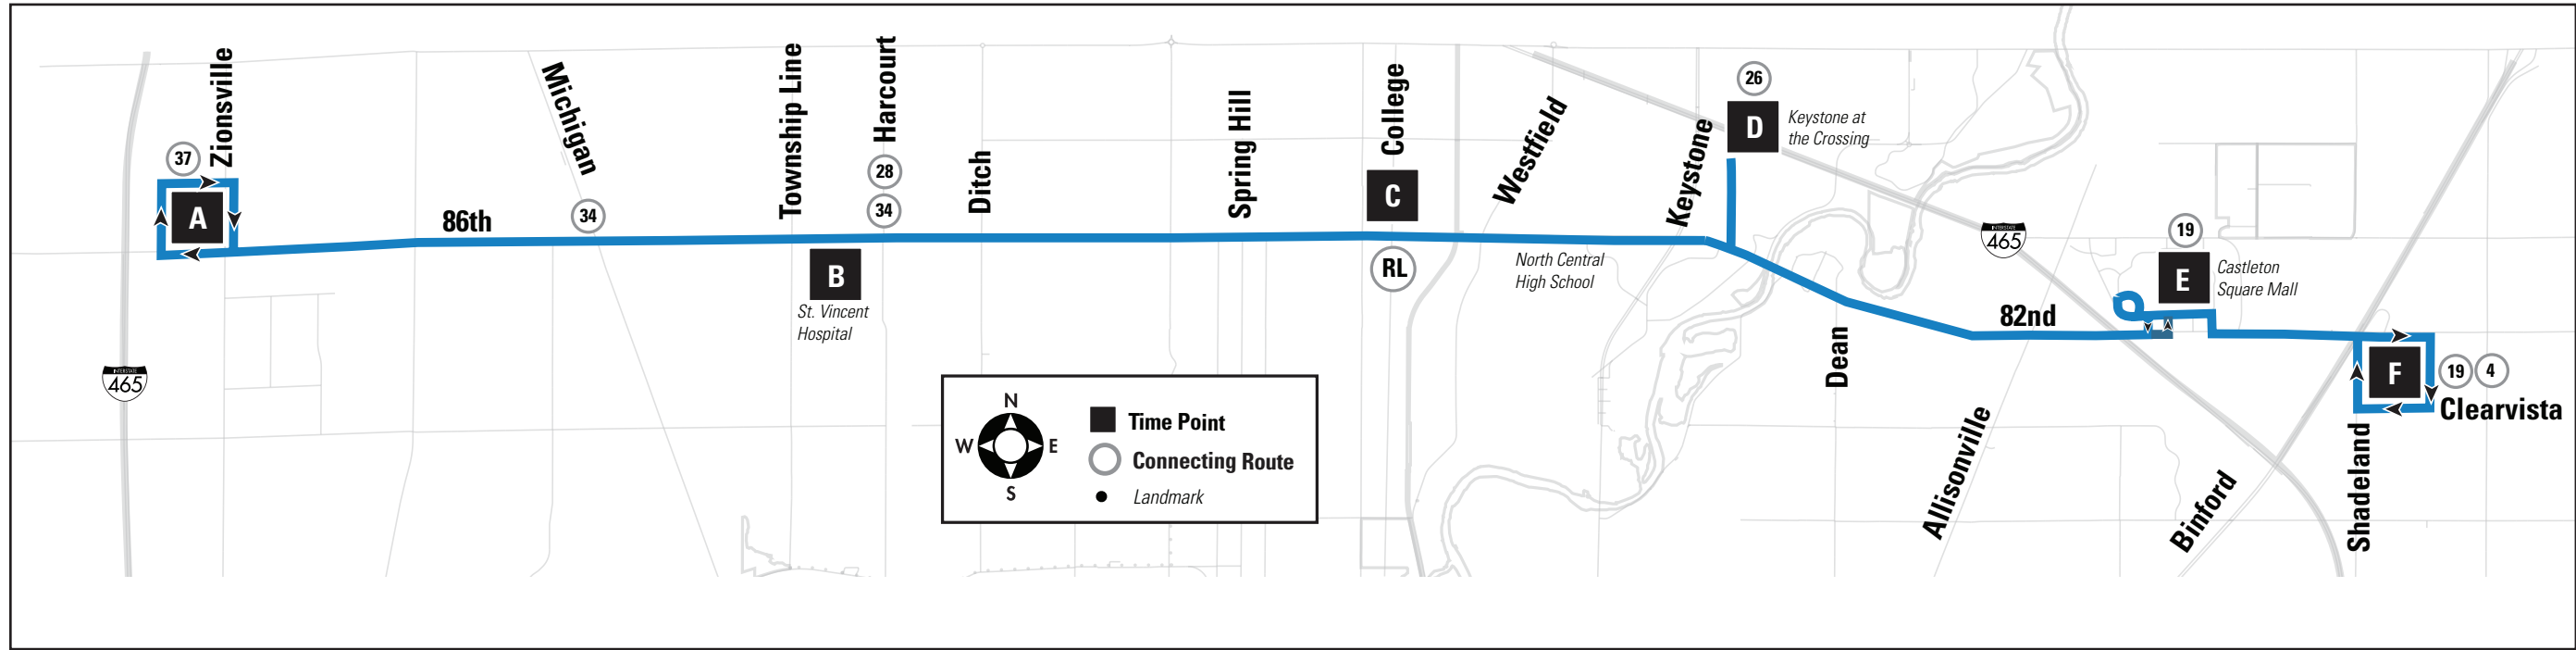 Zionsville
37
A
86th
Michigan
34
Township Line
B
St. Vincent
Hospital
Harcourt
28
34
Ditch
Spring Hill
College
C
RL
Westfield
North Central
High School
Keystone
26
D
Keystone at
the Crossing
Dean
82nd
Allisonville
INTERSTATE
465
19
E
Castleton
Square Mall
Binford
Shadeland
F
19
4
Clearvista
INTERSTATE
465
N
W
E
S
Time Point
Connecting Route
Landmark